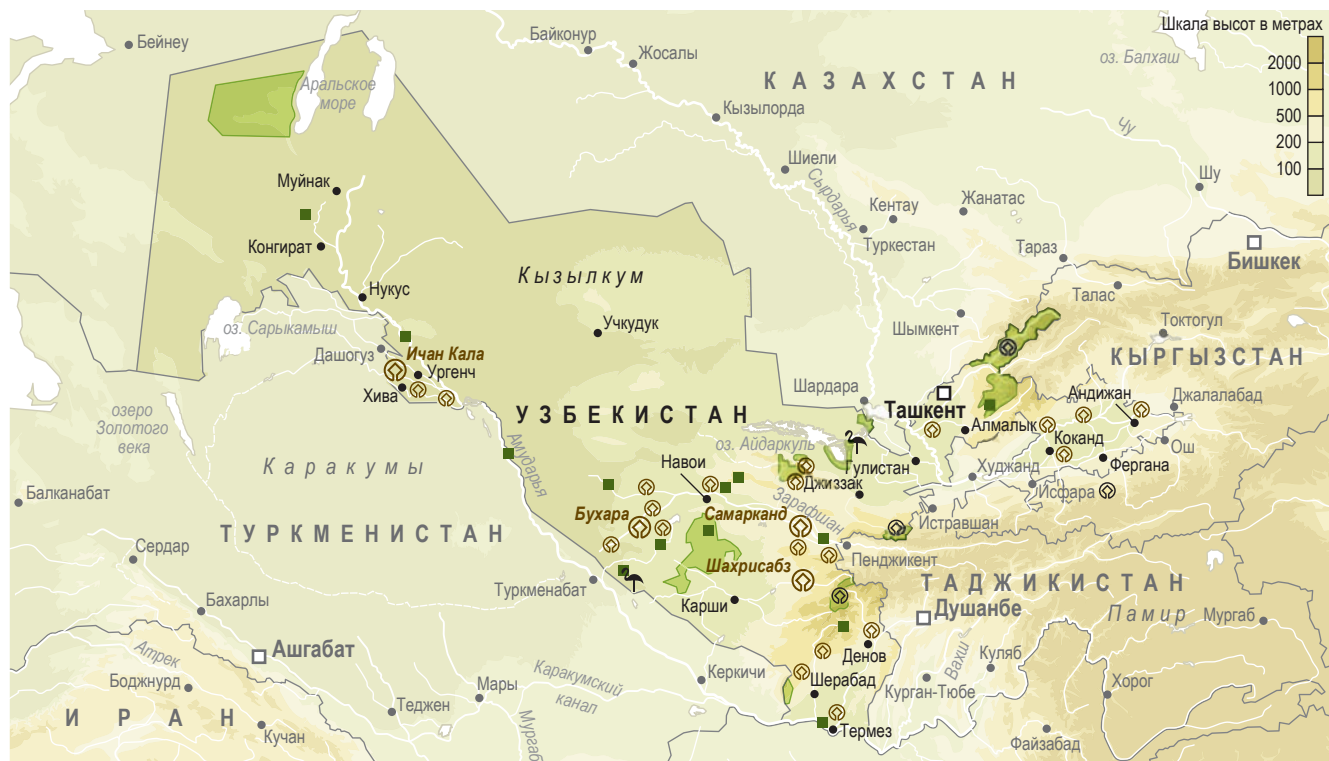 Шкала высот в метрах
2000
1000
500
200
100
Бейнеу
Байконур
Жосалы
КАЗАХСТАН
оз. Балхаш
Аральское
море
Кызылорда
Чу
Шиели
Шу
Муйнак
Сырдарья
Кентау
Жанатас
Туркестан
Тараз
Конгират
Бишкек
Кызылкум
Нукус
Талас
оз. Сарыкамыш
Учкудук
Шымкент
Токтогул
Дашогуз
Ичан Кала
КЫРГЫЗСТАН
Ургенч
Хива
Шардара
Андижан
Джалалабад
озеро
Золотого
века
УЗБЕКИСТАН
Ташкент
Алмалык
Коканд
Ош
оз. Айдаркуль
Каракумы
Амударья
Навои
Гулистан
Фергана
Худжанд
Джиззак
Исфара
Балканабат
Зарафшан
Бухара
Самарканд
Истравшан
ТУРКМЕНИСТАН
Сердар
Пенджикент
Шахрисабз
ТАДЖИКИСТАН
Туркменабат
Карши
Душанбе
Памир
Мургаб
Бахарлы
Ашгабат
Атрек
Денов
Вахш
Куляб
Боджнурд
Каракумский
канал
Керкичи
Шерабад
Курган-Тюбе
Хорог
Мары
Теджен
ИРАН
Мургаб
Кучан
Термез
Файзабад